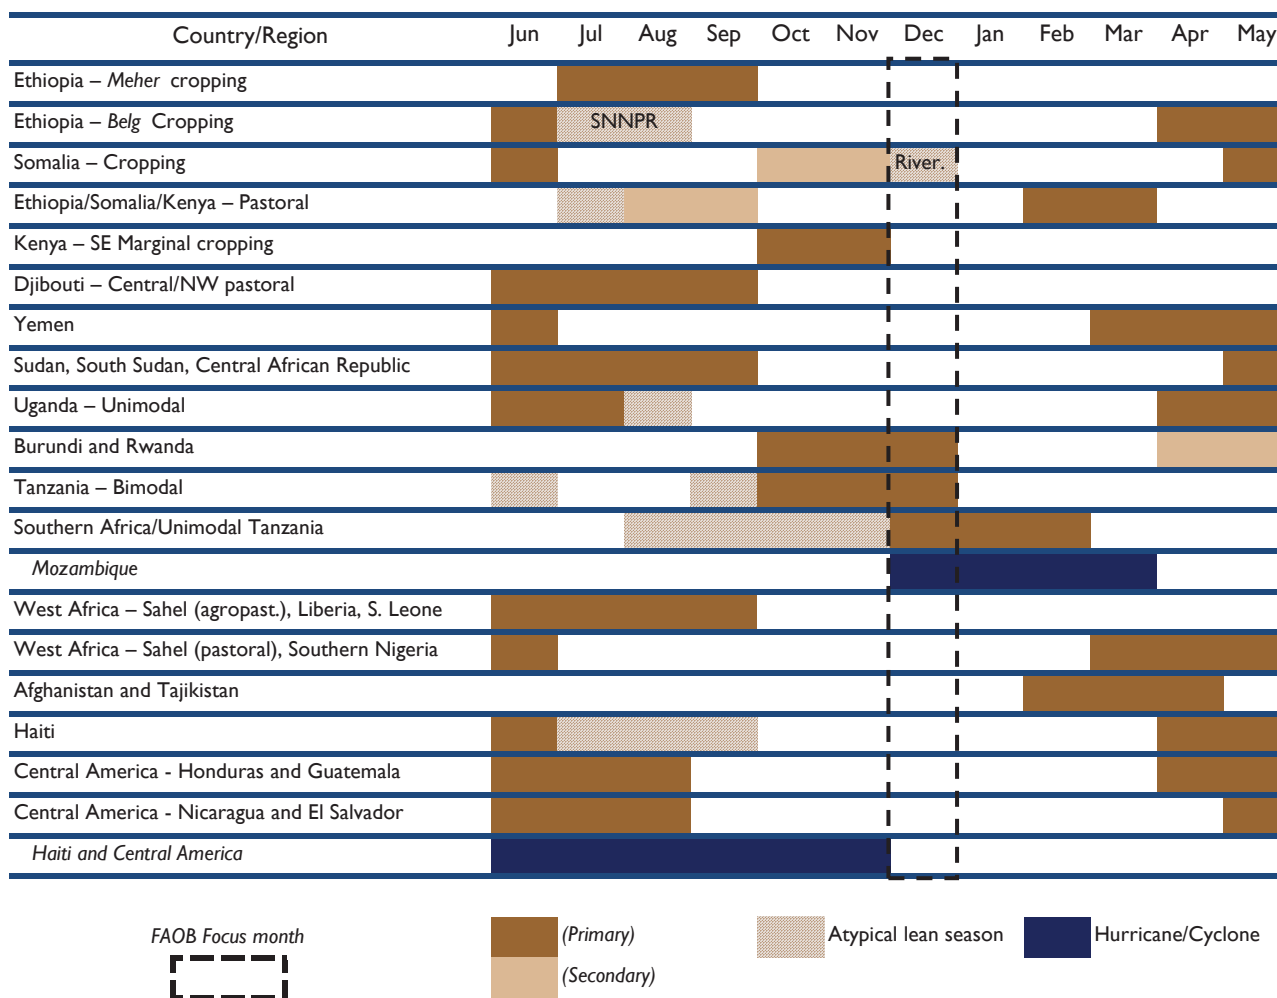 Country/Region Jun Jul Aug Sep Oct Nov Dec Jan Feb Mar Apr May
Ethiopia – Meher cropping
Ethiopia – Belg Cropping SNNPR
Somalia – Cropping River.
Ethiopia/Somalia/Kenya – Pastoral
Kenya – SE Marginal cropping
Djibouti – Central/NW pastoral
Yemen
Sudan, South Sudan, Central African Republic
Uganda – Unimodal
Burundi and Rwanda
Tanzania – Bimodal
Southern Africa/Unimodal Tanzania
Mozambique
West Africa – Sahel (agropast.), Liberia, S. Leone
West Africa – Sahel (pastoral), Southern Nigeria
Afghanistan and Tajikistan
Haiti
Central America - Honduras and Guatemala
Central America - Nicaragua and El Salvador
Haiti and Central America
FAOB Focus month (Primary) Atypical lean season Hurricane/Cyclone
(Secondary)